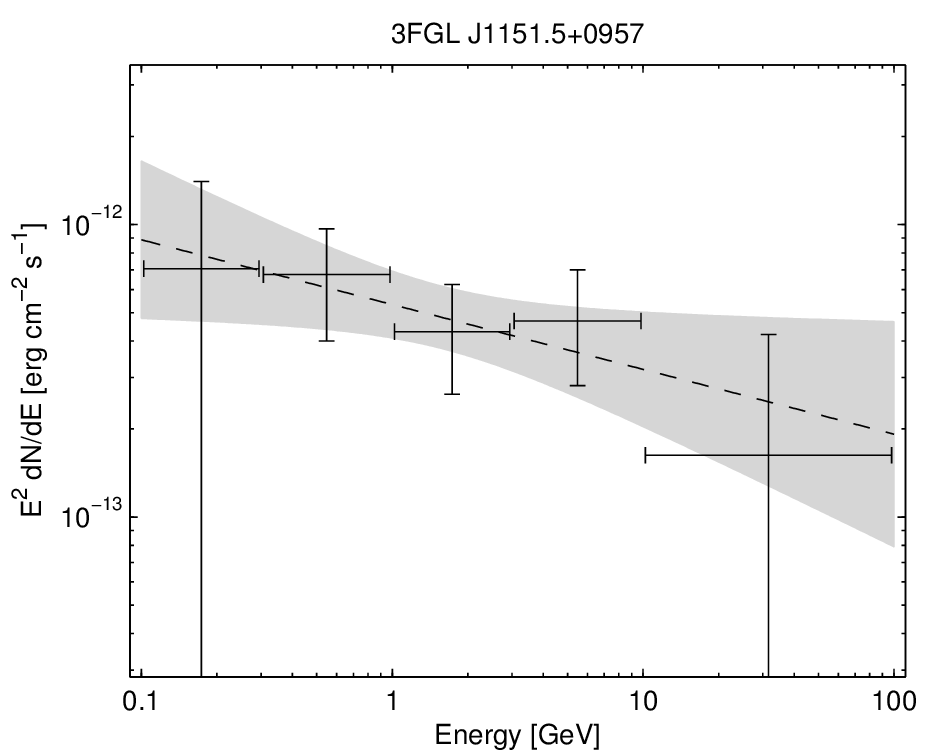 3FGL J1151.5+0957
10⁻¹²
10⁻¹³
E² dN/dE [erg cm⁻² s⁻¹]
0.1 1 10 100
Energy [GeV]